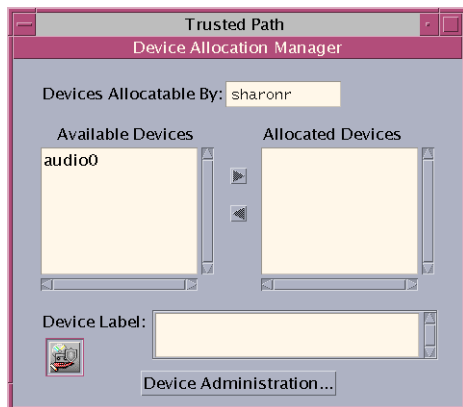 Trusted Path
Device Allocation Manager
Devices Allocatable By: sharonr
Available Devices
Allocated Devices
audio0
Device Label:
Device Administration...